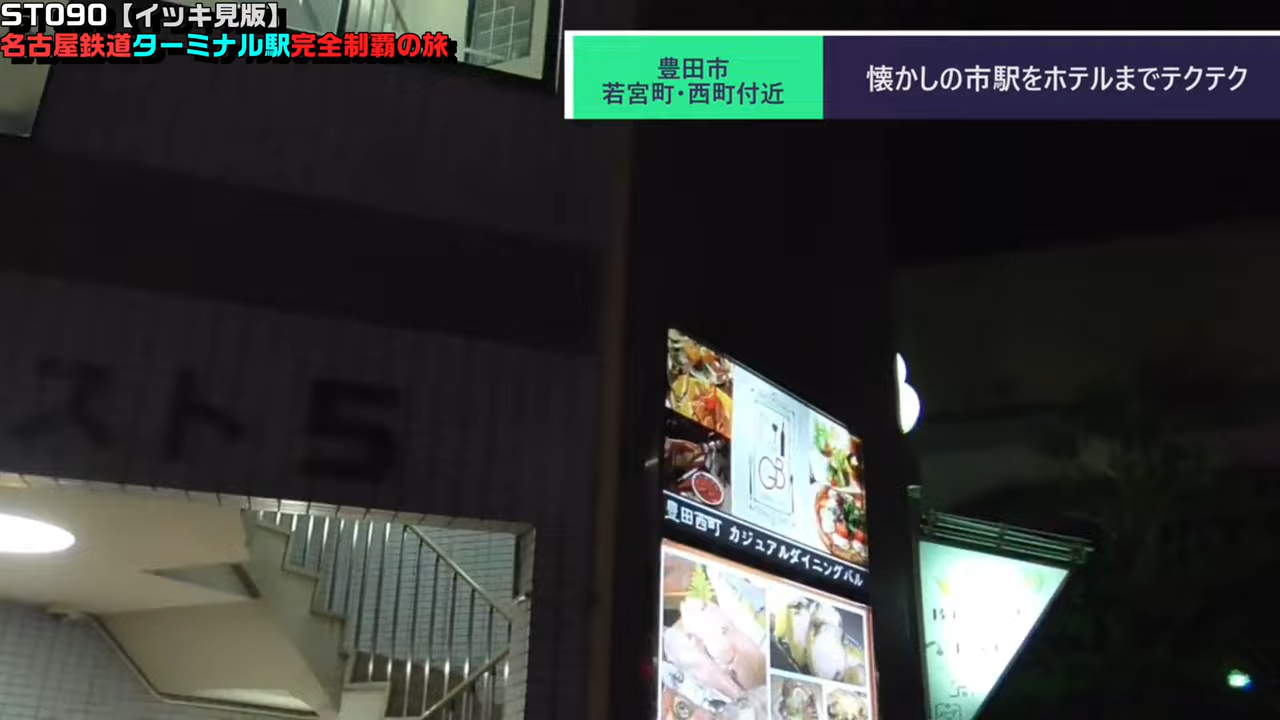 ST090【イッキ見版】
名古屋鉄道ターミナル駅完全制覇の旅
豊田市
若宮町・西町付近
懐かしの市駅をホテルまでテクテク
スト5
GB
豊田西町 カジュアルダイニングバル